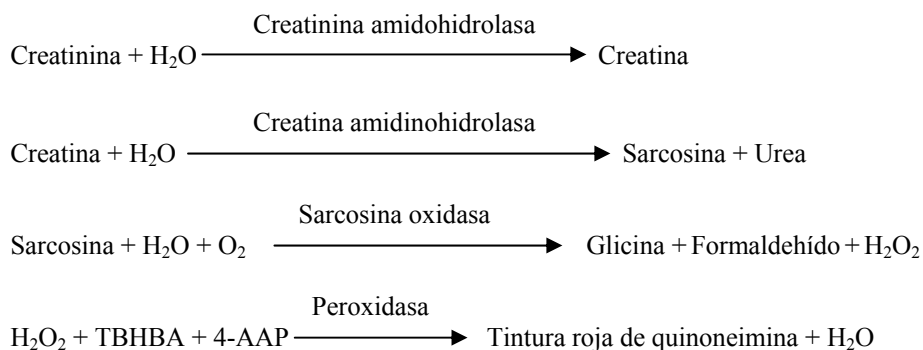 Creatinina amidohidrolasa
Creatinina + H₂O Creatina
Creatina amidinohidrolasa
Creatina + H₂O Sarcosina + Urea
Sarcosina oxidasa
Sarcosina + H₂O + O₂ Glicina + Formaldehído + H₂O₂
Peroxidasa
H₂O₂ + TBHBA + 4-AAP Tintura roja de quinoneimina + H₂O